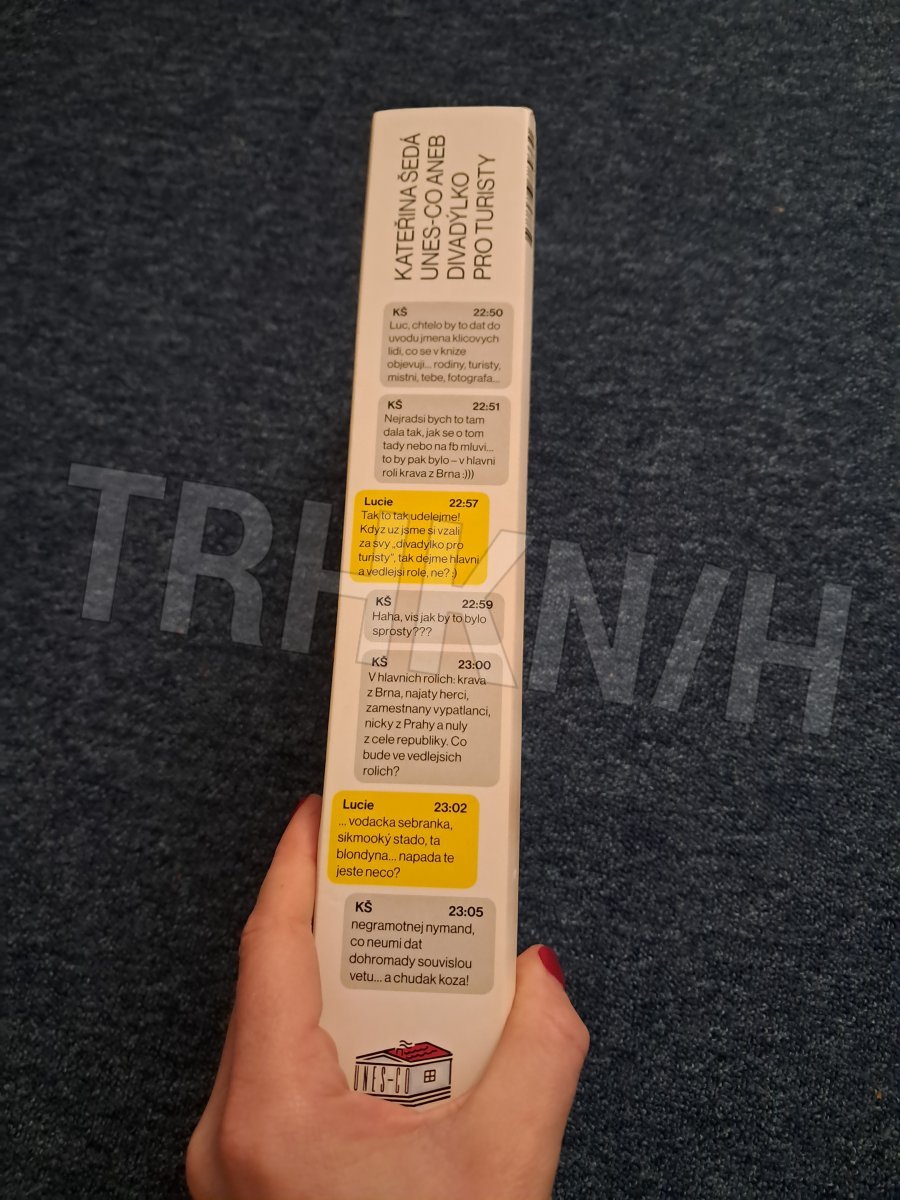 KATEŘINA ŠEDÁ
UNES-CO ANEB
DIVADÝLKO
PRO TURISTY
KŠ 22:50
Luc, chtelo by to dat do
uvodu jmena klicovych
lidi, co se v knize
objevuji... rodiny, turisty,
mistni, tebe, fotografa...
KŠ 22:51
Nejradsi bych to tam
dala tak, jak se o tom
tady nebo na fb mluvi...
to by pak bylo – v hlavni
roli krava z Brna :)))
Lucie 22:57
Tak to tak udelejme!
Kdyz uz jsme si vzali
za svy „divadylko pro
turisty“, tak dejme hlavni
a vedlejsi role, ne? :)
KŠ 22:59
Haha, vis jak by to bylo
sprosty???
KŠ 23:00
V hlavnich rolich: krava
z Brna, najaty herci,
zamestnany vypatlanci,
nicky z Prahy a nuly
z cele republiky. Co
bude ve vedlejsich
rolich?
Lucie 23:02
... vodacka sebranka,
sikmooký stado, ta
blondyna... napada te
jeste neco?
KŠ 23:05
negramotnej nymand,
co neumi dat
dohromady souvislou
vetu... a chudak koza!
UNES-CO
TRHKN/H